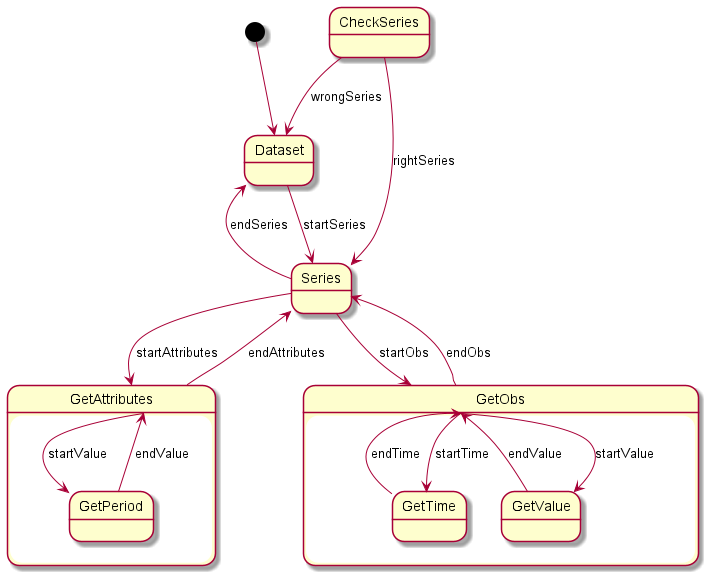 CheckSeries
wrongSeries
Dataset
rightSeries
endSeries
startSeries
Series
startAttributes
endAttributes
startObs
endObs
GetAttributes
GetObs
startValue
endValue
endTime
startTime
endValue
startValue
GetPeriod
GetTime
GetValue